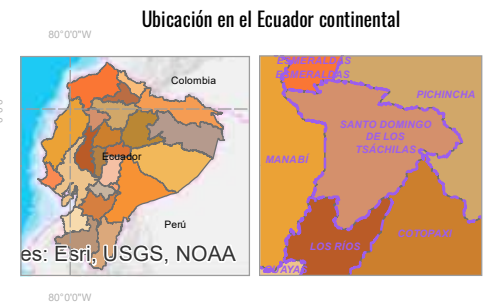 Ubicación en el Ecuador continental
80°0'0"W
Colombia
Ecuador
Perú
es: Esri, USGS, NOAA
80°0'0"W
ESMERALDAS
ESMERALDAS
PICHINCHA
SANTO DOMINGO
DE LOS
TSÁCHILAS
MANABÍ
LOS RÍOS
COTOPAXI
GUAYAS